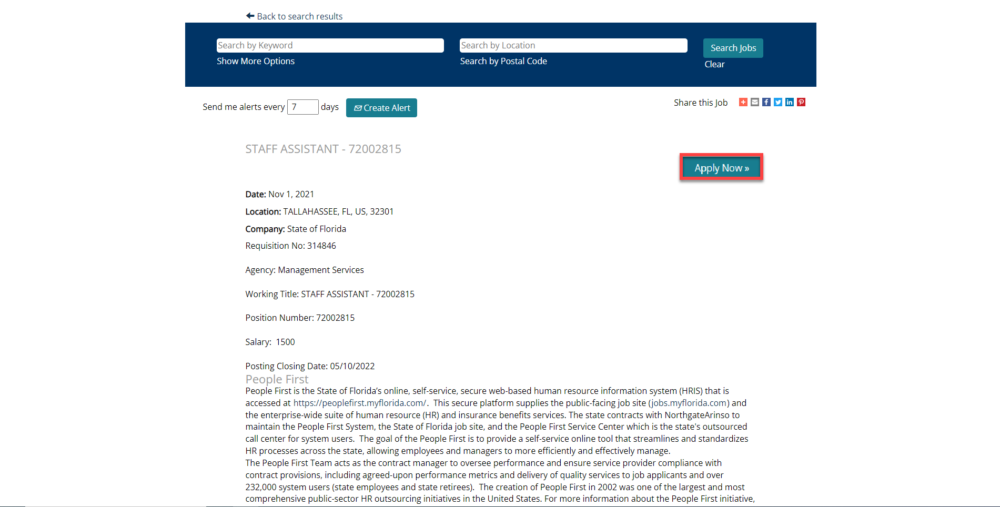 Back to search results
Search by Keyword
Search by Location
Search Jobs
Show More Options
Search by Postal Code
Clear
Send me alerts every 7 days
Create Alert
Share this Job
STAFF ASSISTANT - 72002815
Apply Now »
Date: Nov 1, 2021
Location: TALLAHASSEE, FL, US, 32301
Company: State of Florida
Requisition No: 314846
Agency: Management Services
Working Title: STAFF ASSISTANT - 72002815
Position Number: 72002815
Salary:  1500
Posting Closing Date: 05/10/2022
People First
People First is the State of Florida’s online, self-service, secure web-based human resource information system (HRIS) that is
accessed at https://peoplefirst.myflorida.com/.  This secure platform supplies the public-facing job site (jobs.myflorida.com) and
the enterprise-wide suite of human resource (HR) and insurance benefits services. The state contracts with NorthgateArinso to
maintain the People First System, the State of Florida job site, and the People First Service Center which is the state's outsourced
call center for system users.  The goal of the People First is to provide a self-service online tool that streamlines and standardizes
HR processes across the state, allowing employees and managers to more efficiently and effectively manage.
The People First Team acts as the contract manager to oversee performance and ensure service provider compliance with
contract provisions, including agreed-upon performance metrics and delivery of quality services to job applicants and over
232,000 system users (state employees and state retirees).  The creation of People First in 2002 was one of the largest and most
comprehensive public-sector HR outsourcing initiatives in the United States. For more information about the People First initiative,